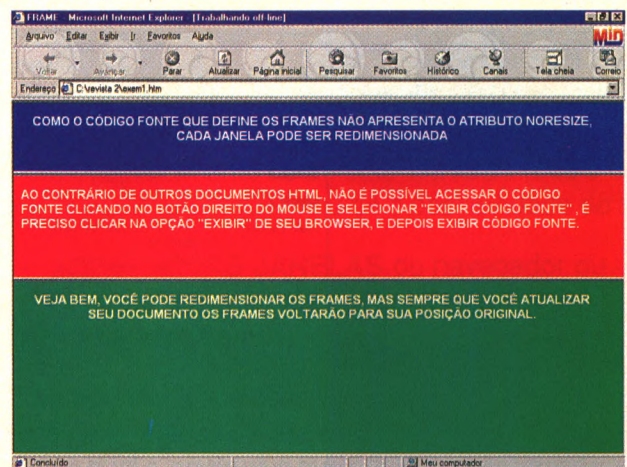 FRAME - Microsoft Internet Explorer - [Trabalhando off-line]
Arquivo Editar Exibir Ir Favoritos Ajuda
MiD
Voltar Avançar Parar Atualizar Página inicial Pesquisar Favoritos Histórico Canais Tela cheia Correio
Endereço C:\revista 2\exem1.htm
COMO O CÓDIGO FONTE QUE DEFINE OS FRAMES NÃO APRESENTA O ATRIBUTO NORESIZE,
CADA JANELA PODE SER REDIMENSIONADA
AO CONTRÁRIO DE OUTROS DOCUMENTOS HTML, NÃO É POSSÍVEL ACESSAR O CÓDIGO
FONTE CLICANDO NO BOTÃO DIREITO DO MOUSE E SELECIONAR "EXIBIR CÓDIGO FONTE" , É
PRECISO CLICAR NA OPÇÃO "EXIBIR" DE SEU BROWSER, E DEPOIS EXIBIR CÓDIGO FONTE.
VEJA BEM, VOCÊ PODE REDIMENSIONAR OS FRAMES, MAS SEMPRE QUE VOCÊ ATUALIZAR
SEU DOCUMENTO OS FRAMES VOLTARÃO PARA SUA POSIÇÃO ORIGINAL.
Concluído Meu computador